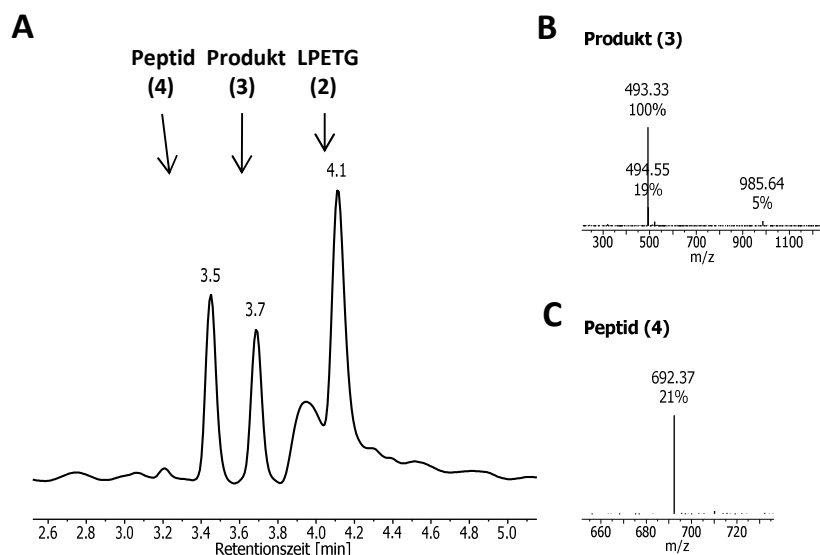 A
Peptid Produkt LPETG
(4) (3) (2)
4.1
3.5
3.7
2.6 2.8 3.0 3.2 3.4 3.6 3.8 4.0 4.2 4.4 4.6 4.8 5.0
Retentionszeit [min]
B
Produkt (3)
493.33
100%
494.55
19%
985.64
5%
300 500 700 900 1100
m/z
C
Peptid (4)
692.37
21%
660 680 700 720
m/z